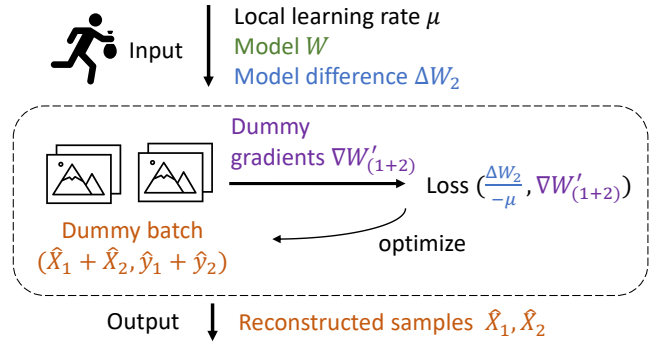 Local learning rate μ
Input
Model W
Model difference ΔW₂
Dummy
gradients ∇W′₍₁₊₂₎
Loss (ΔW₂/−μ, ∇W′₍₁₊₂₎)
Dummy batch
optimize
(X̂₁ + X̂₂, ŷ₁ + ŷ₂)
Output
Reconstructed samples X̂₁, X̂₂